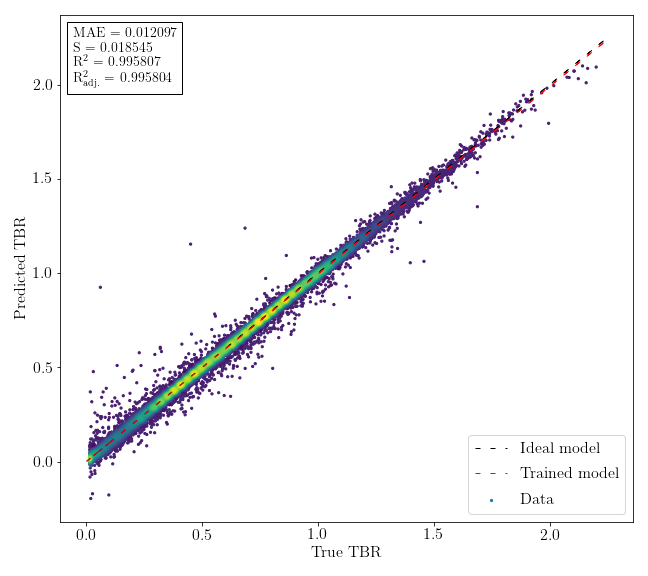 MAE = 0.012097
S = 0.018545
R² = 0.995807
R²adj. = 0.995804
2.0
1.5
1.0
0.5
0.0
Predicted TBR
Ideal model
Trained model
Data
0.0 0.5 1.0 1.5 2.0
True TBR